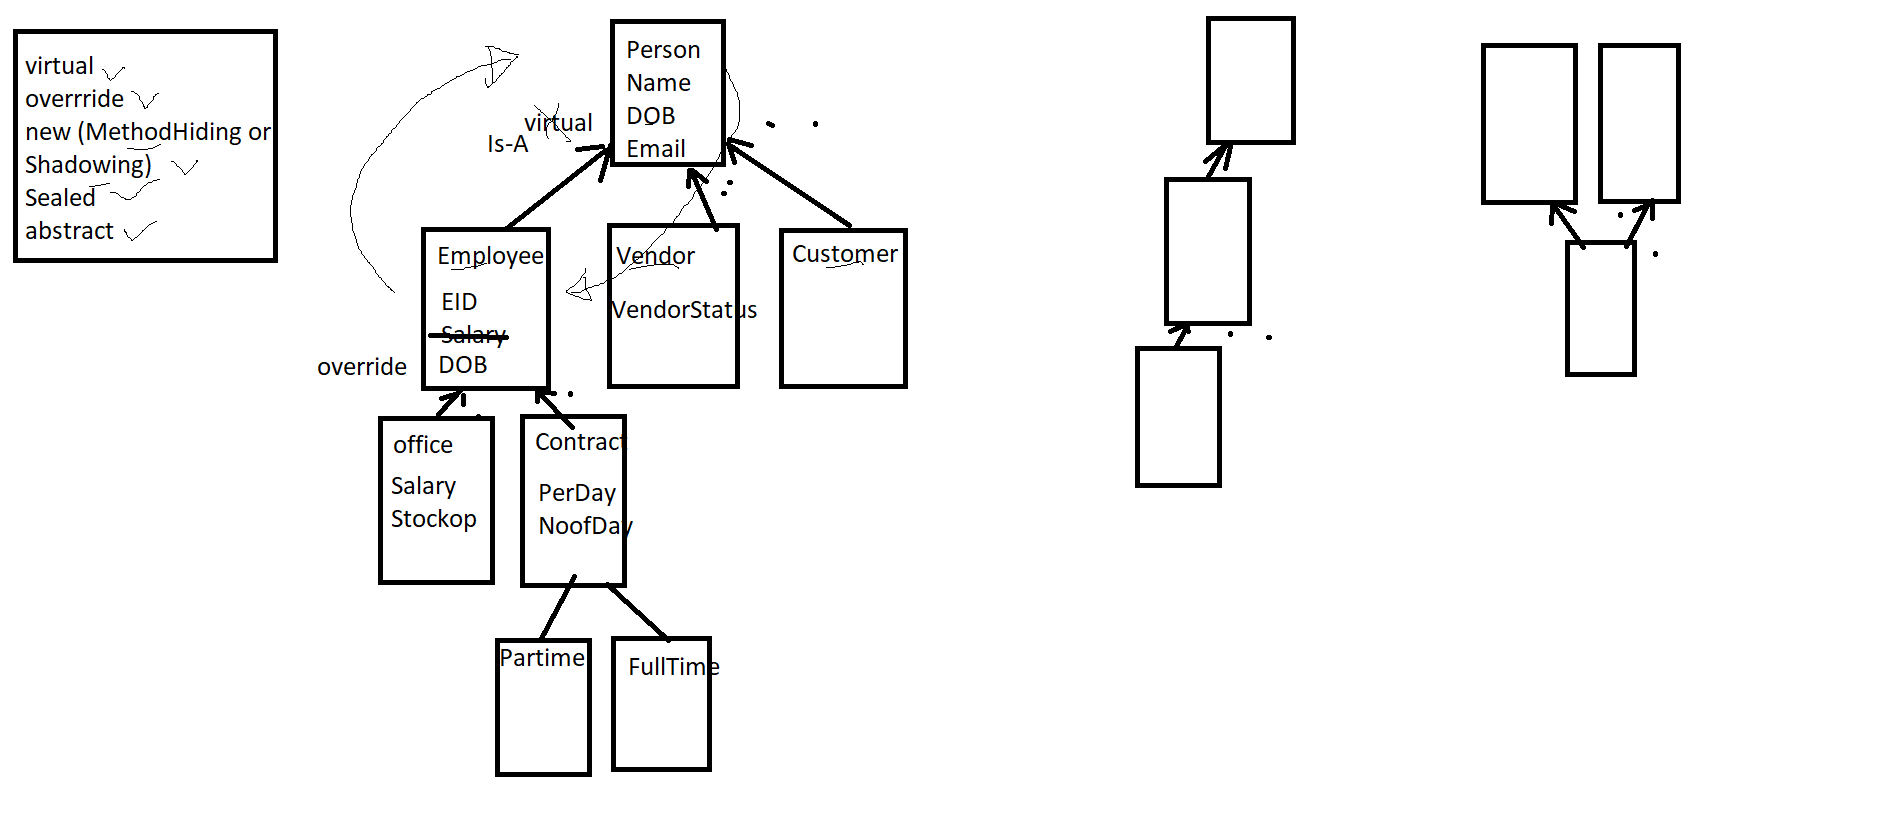 virtual
overrride
new (MethodHiding or
Shadowing)
Sealed
abstract
Person
Name
DOB
Email
virtual
Is-A
Employee
EID
Salary
DOB
override
Vendor
VendorStatus
Customer
office
Salary
Stockop
Contract
PerDay
NoofDay
Partime
FullTime